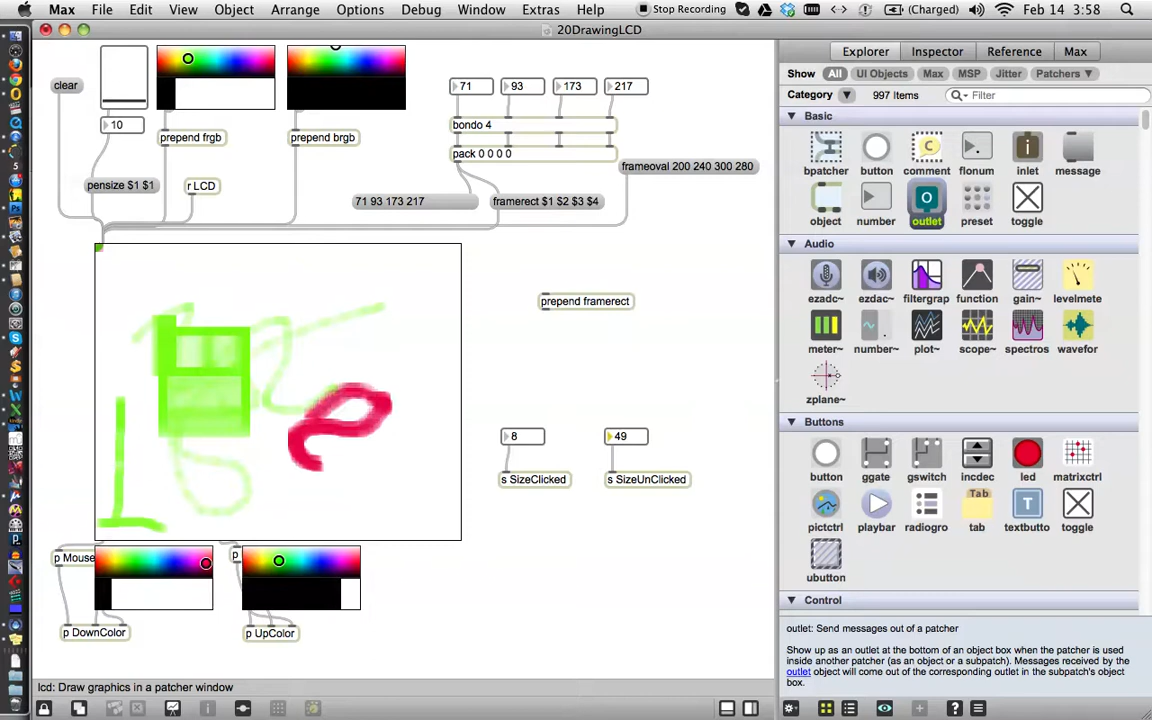 Max File Edit View Object Arrange Options Debug Window Extras Help Stop Recording (Charged) Feb 14 3:58
20DrawingLCD
clear
10
71 93 173 217
prepend frgb
prepend brgb
bondo 4
pack 0 0 0 0
frameoval 200 240 300 280
pensize $1 $1
r LCD
71 93 173 217
framerect $1 $2 $3 $4
prepend framerect
8
49
s SizeClicked
s SizeUnClicked
p Mouse
p
p DownColor
p UpColor
lcd: Draw graphics in a patcher window
Explorer Inspector Reference Max
Show All UI Objects Max MSP Jitter Patchers
Category 997 Items Filter
Basic
bpatcher button comment flonum inlet message
object number outlet preset toggle
Audio
ezadc~ ezdac~ filtergrap function gain~ levelmete
meter~ number~ plot~ scope~ spectros wavefor
zplane~
Buttons
button ggate gswitch incdec led matrixctrl
pictctrl playbar radiogro tab textbutto toggle
ubutton
Control
outlet: Send messages out of a patcher
Show up as an outlet at the bottom of an object box when the patcher is used
inside another patcher (as an object or a subpatch). Messages received by the
outlet object will come out of the corresponding outlet in the subpatch's object
box.